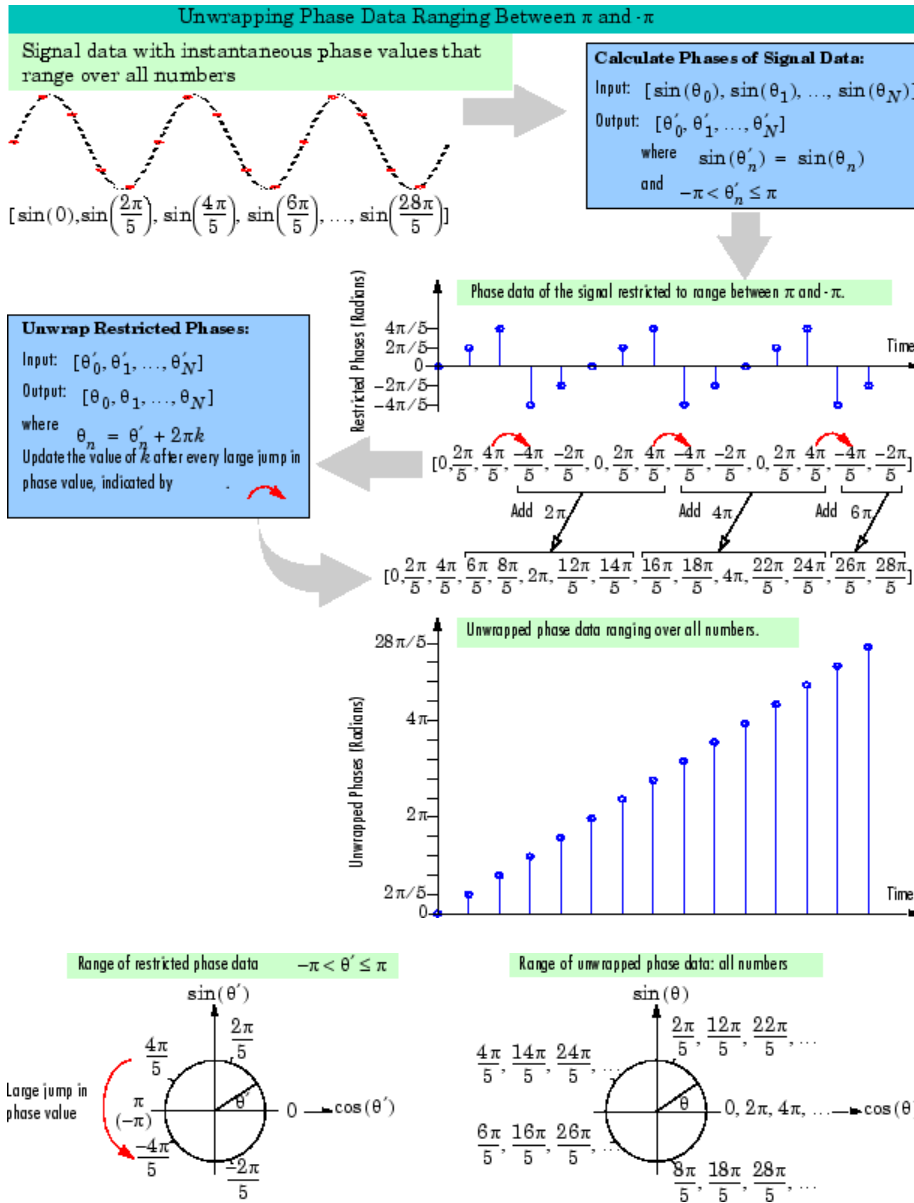 Unwrapping Phase Data Ranging Between π and -π
Signal data with instantaneous phase values that
range over all numbers
[sin(0),sin(2π/5), sin(4π/5), sin(6π/5), ..., sin(28π/5)]
Calculate Phases of Signal Data:
Input: [sin(θ₀), sin(θ₁), ..., sin(θ_N)]
Output: [θ′₀, θ′₁, ..., θ′_N]
where sin(θ′ₙ) = sin(θₙ)
and −π < θ′ₙ ≤ π
Phase data of the signal restricted to range between π and -π.
Restricted Phases (Radians)
4π/5
2π/5
0
−2π/5
−4π/5
Time
Unwrap Restricted Phases:
Input: [θ′₀, θ′₁, ..., θ′_N]
Output: [θ₀, θ₁, ..., θ_N]
where
θₙ = θ′ₙ + 2πk
Update the value of k after every large jump in
phase value, indicated by .
[0, 2π/5, 4π/5, −4π/5, −2π/5, 0, 2π/5, 4π/5, −4π/5, −2π/5, 0, 2π/5, 4π/5, −4π/5, −2π/5]
Add 2π Add 4π Add 6π
[0, 2π/5, 4π/5, 6π/5, 8π/5, 2π, 12π/5, 14π/5, 16π/5, 18π/5, 4π, 22π/5, 24π/5, 26π/5, 28π/5]
Unwrapped phase data ranging over all numbers.
Unwrapped Phases (Radians)
28π/5
4π
2π
2π/5
0
Time
Range of restricted phase data −π < θ′ ≤ π
sin(θ′)
2π/5
4π/5
Large jump in
phase value
π
(−π)
θ′
0
cos(θ′)
−4π/5
−2π/5
Range of unwrapped phase data: all numbers
sin(θ)
2π/5, 12π/5, 22π/5, ...
4π/5, 14π/5, 24π/5, ...
θ
0, 2π, 4π, ...
cos(θ
6π/5, 16π/5, 26π/5, ...
8π/5, 18π/5, 28π/5, ...